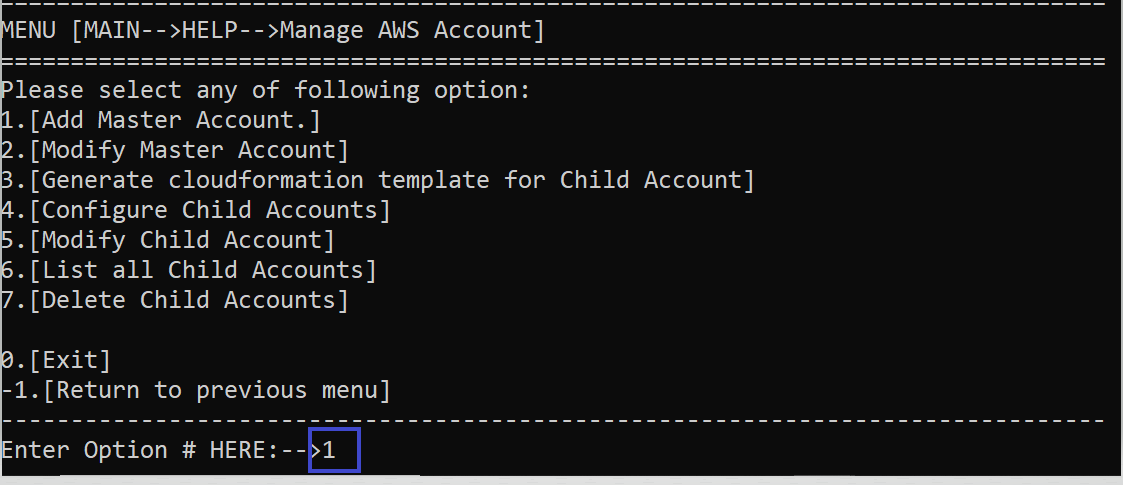 -------------------------------------------------------------------------------
MENU [MAIN-->HELP-->Manage AWS Account]
===============================================================================
Please select any of following option:
1.[Add Master Account.]
2.[Modify Master Account]
3.[Generate cloudformation template for Child Account]
4.[Configure Child Accounts]
5.[Modify Child Account]
6.[List all Child Accounts]
7.[Delete Child Accounts]
0.[Exit]
-1.[Return to previous menu]
-------------------------------------------------------------------------------
Enter Option # HERE:-->1